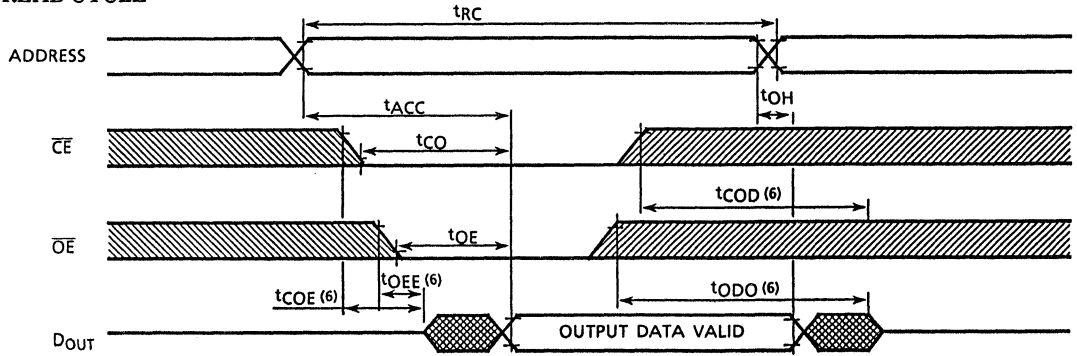 READ CYCLE
tRC
ADDRESS
tOH
tACC
CE
tCO
tCOD (6)
OE
tOE
tOEE (6)
tCOE (6)
tODO (6)
DOUT
OUTPUT DATA VALID